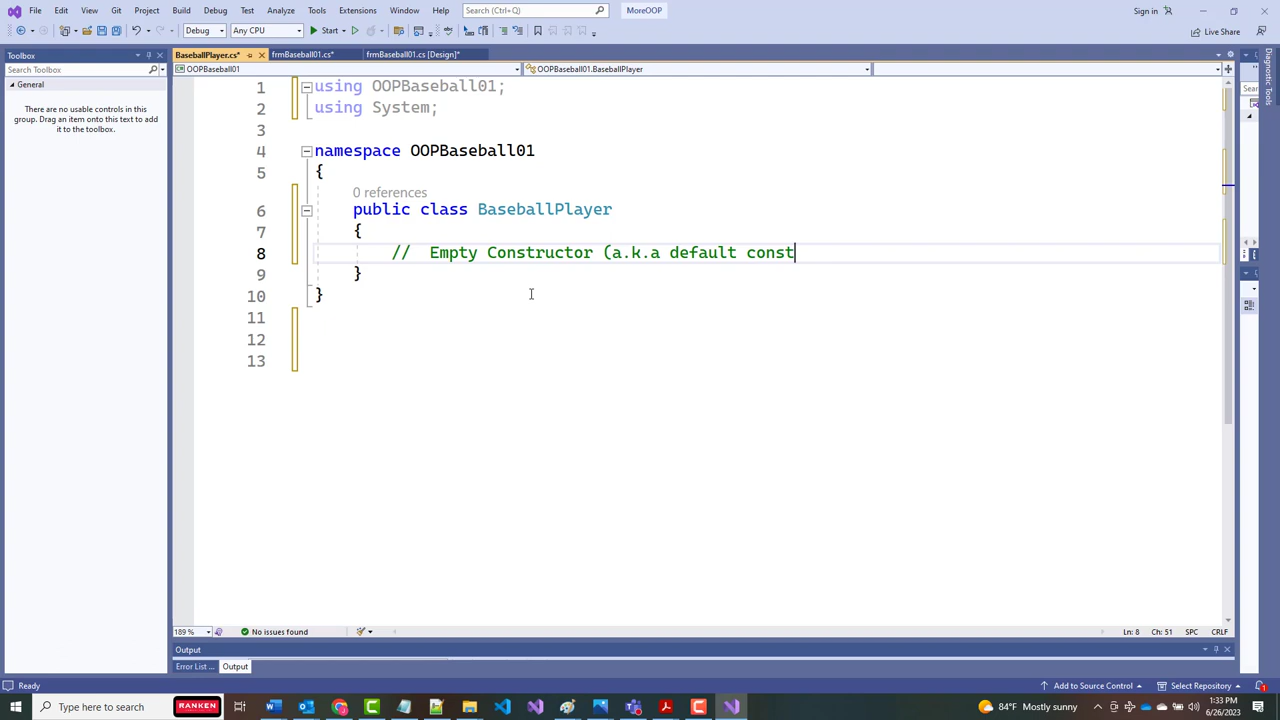 File Edit View Git Project Build Debug Test Analyze Tools Extensions Window Help Search (Ctrl+Q) MoreOOP Sign in
Debug Any CPU Start Live Share
Toolbox
Search Toolbox
General
There are no usable controls in this
group. Drag an item onto this text to add
it to the toolbox.
BaseballPlayer.cs* frmBaseball01.cs* frmBaseball01.cs [Design]*
OOPBaseball01 OOPBaseball01.BaseballPlayer
1 using OOPBaseball01;
2 using System;
3
4 namespace OOPBaseball01
5 {
0 references
6 public class BaseballPlayer
7 {
8 // Empty Constructor (a.k.a default const
9 }
10 }
11
12
13
Diagnostic Tools
189 % No issues found Ln: 8 Ch: 51 SPC CRLF
Output
Error List ... Output
Ready Add to Source Control Select Repository 1
Type here to search RANKEN 84°F Mostly sunny 1:33 PM
6/26/2023